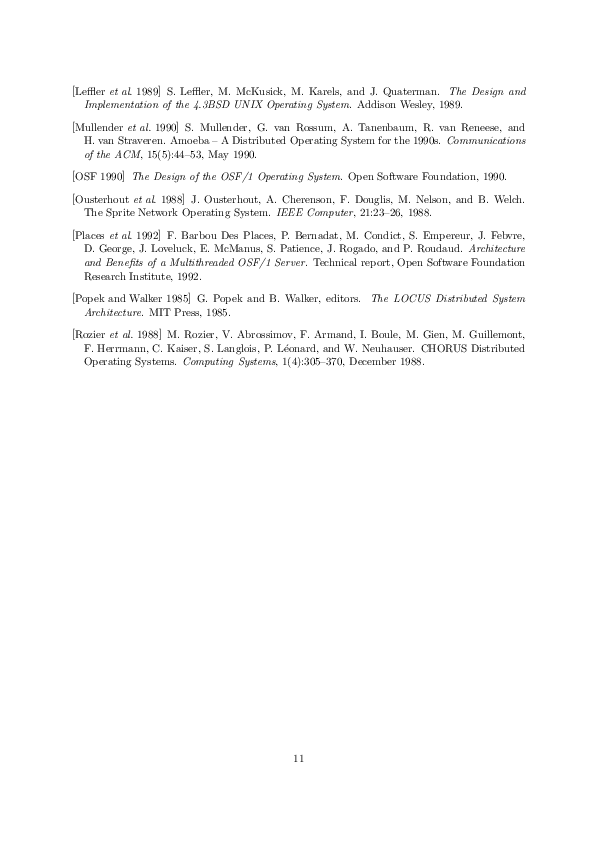 [Leffler et al. 1989] S. Leffler, M. McKusick, M. Karels, and J. Quaterman. The Design and
Implementation of the 4.3BSD UNIX Operating System. Addison Wesley, 1989.
[Mullender et al. 1990] S. Mullender, G. van Rossum, A. Tanenbaum, R. van Reneese, and
H. van Straveren. Amoeba – A Distributed Operating System for the 1990s. Communications
of the ACM, 15(5):44–53, May 1990.
[OSF 1990] The Design of the OSF/1 Operating System. Open Software Foundation, 1990.
[Ousterhout et al. 1988] J. Ousterhout, A. Cherenson, F. Douglis, M. Nelson, and B. Welch.
The Sprite Network Operating System. IEEE Computer, 21:23–26, 1988.
[Places et al. 1992] F. Barbou Des Places, P. Bernadat, M. Condict, S. Empereur, J. Febvre,
D. George, J. Loveluck, E. McManus, S. Patience, J. Rogado, and P. Roudaud. Architecture
and Benefits of a Multithreaded OSF/1 Server. Technical report, Open Software Foundation
Research Institute, 1992.
[Popek and Walker 1985] G. Popek and B. Walker, editors. The LOCUS Distributed System
Architecture. MIT Press, 1985.
[Rozier et al. 1988] M. Rozier, V. Abrossimov, F. Armand, I. Boule, M. Gien, M. Guillemont,
F. Herrmann, C. Kaiser, S. Langlois, P. Léonard, and W. Neuhauser. CHORUS Distributed
Operating Systems. Computing Systems, 1(4):305–370, December 1988.
11